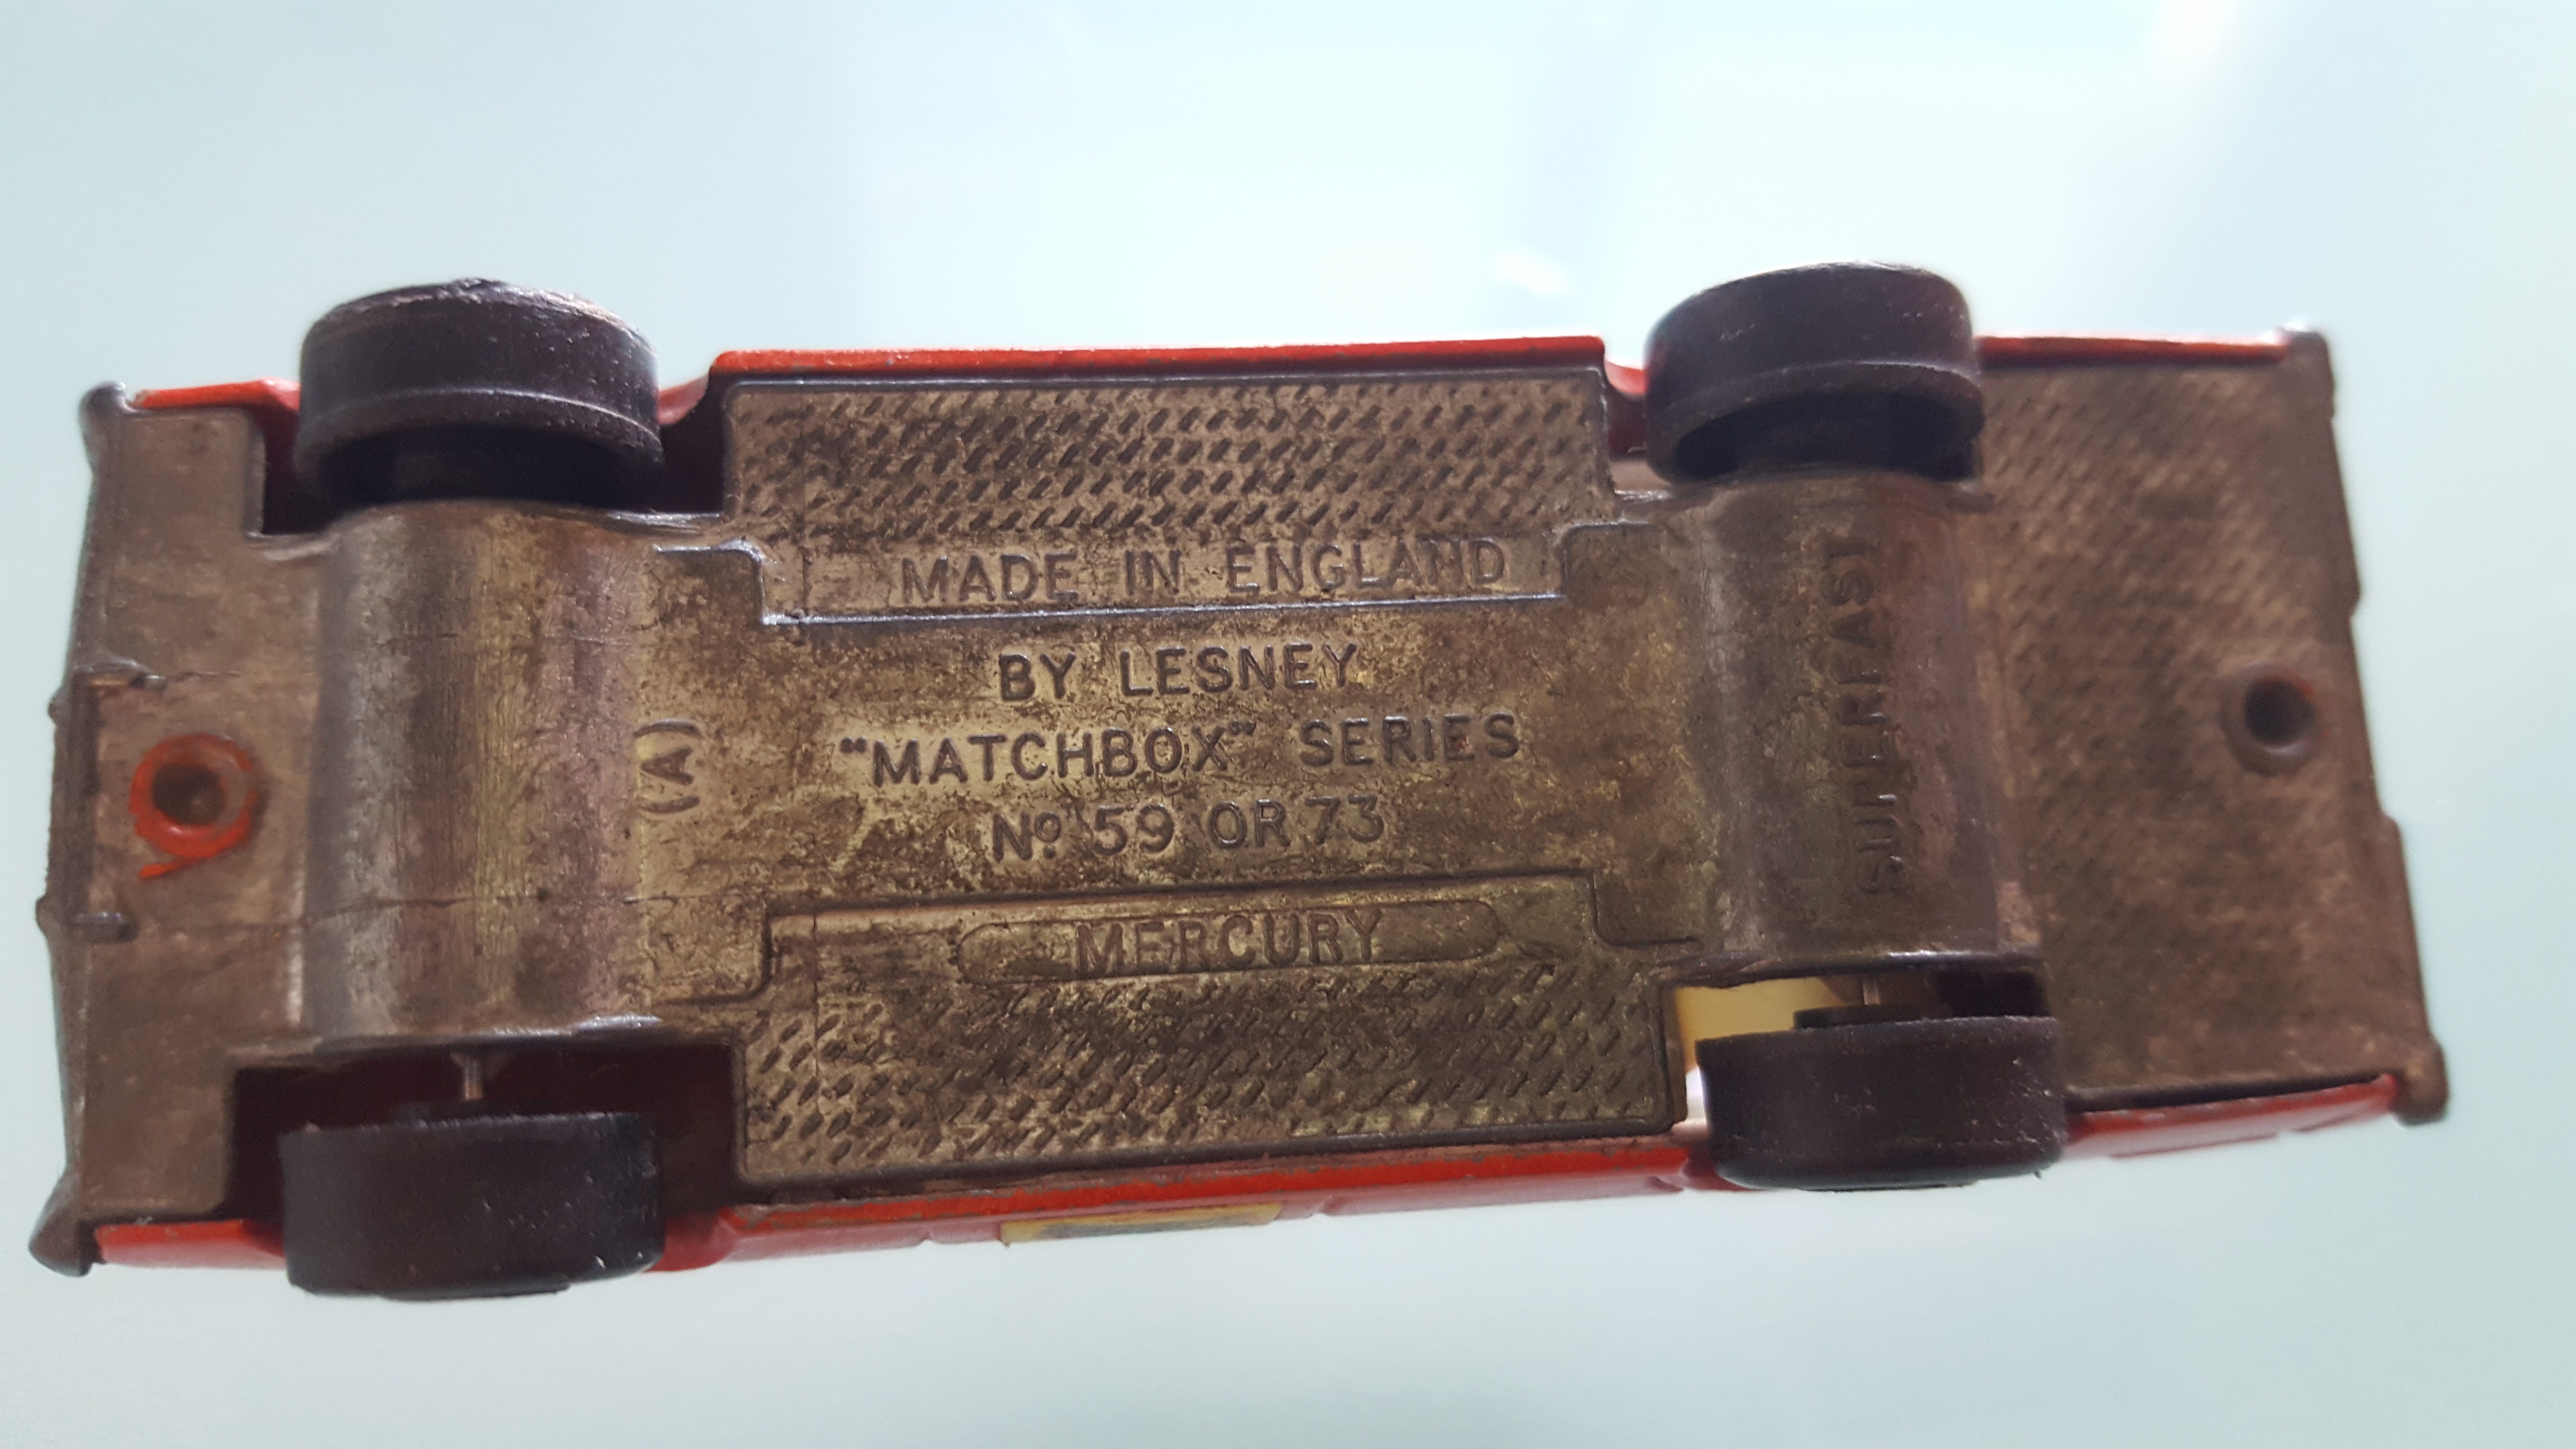 MADE IN ENGLAND
BY LESNEY
"MATCHBOX" SERIES
Nº 59 OR 73
MERCURY
(A)
SUPERFAST